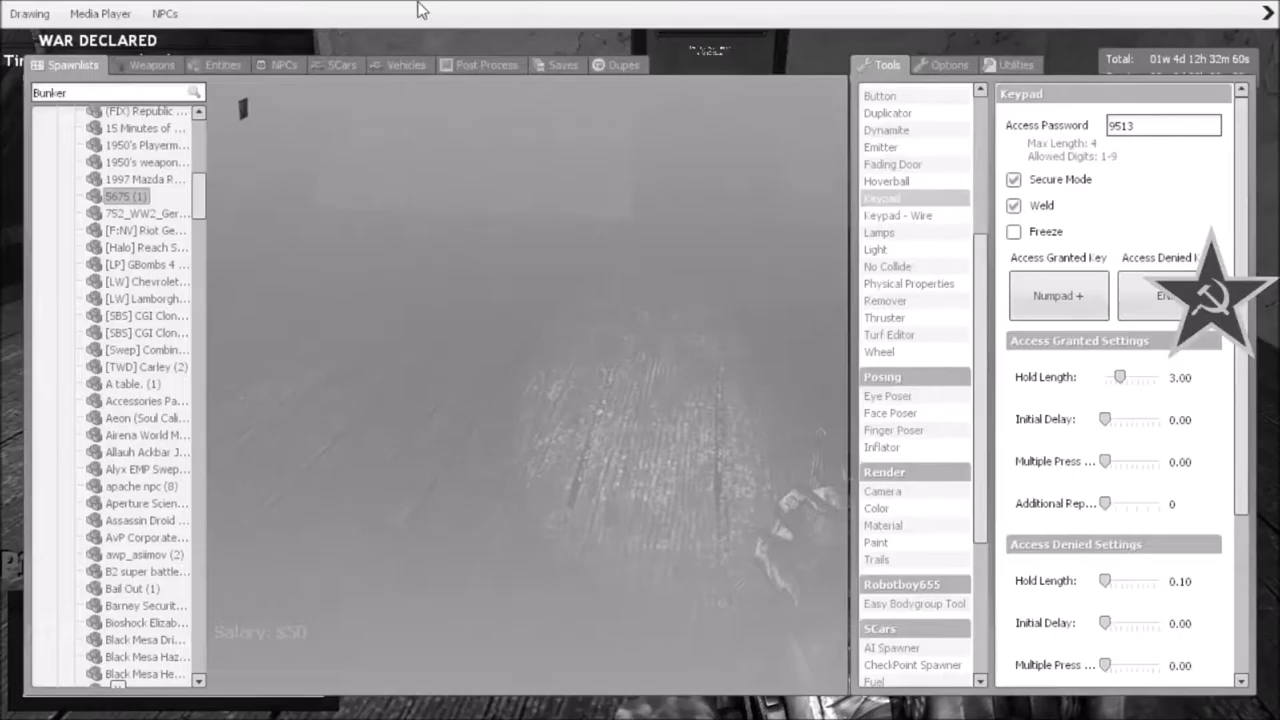 Drawing Media Player NPCs
WAR DECLARED
Total: 01w 4d 12h 32m 60s
Spawnlists Weapons Entities NPCs SCars Vehicles Post Process Saves Dupes
Bunker
(FIX) Republic ...
15 Minutes of ...
1950's Playerm...
1950's weapon...
1997 Mazda R...
5675 (1)
752_WW2_Ger...
[F:NV] Riot Ge...
[Halo] Reach S...
[LP] GBombs 4 ...
[LW] Chevrolet...
[LW] Lamborgh...
[SBS] CGI Clon...
[SBS] CGI Clon...
[Swep] Combin...
[TWD] Carley (2)
A table. (1)
Accessories Pa...
Aeon (Soul Cali...
Airena World M...
Allauh Ackbar J...
Alyx EMP Swep...
apache npc (8)
Aperture Scien...
Assassin Droid ...
AvP Corporate...
awp_asiimov (2)
B2 super battle...
Bail Out (1)
Barney Securit...
Bioshock Elizab...
Black Mesa Dri...
Black Mesa Haz...
Black Mesa He...
Salary: $50
Tools Options Utilities
Button
Duplicator
Dynamite
Emitter
Fading Door
Hoverball
Keypad
Keypad - Wire
Lamps
Light
No Collide
Physical Properties
Remover
Thruster
Turf Editor
Wheel
Posing
Eye Poser
Face Poser
Finger Poser
Inflator
Render
Camera
Color
Material
Paint
Trails
Robotboy655
Easy Bodygroup Tool
SCars
AI Spawner
CheckPoint Spawner
Fuel
Keypad
Access Password 9513
Max Length: 4
Allowed Digits: 1-9
Secure Mode
Weld
Freeze
Access Granted Key Access Denied
Numpad +
Access Granted Settings
Hold Length: 3.00
Initial Delay: 0.00
Multiple Press ... 0.00
Additional Rep... 0
Access Denied Settings
Hold Length: 0.10
Initial Delay: 0.00
Multiple Press ... 0.00